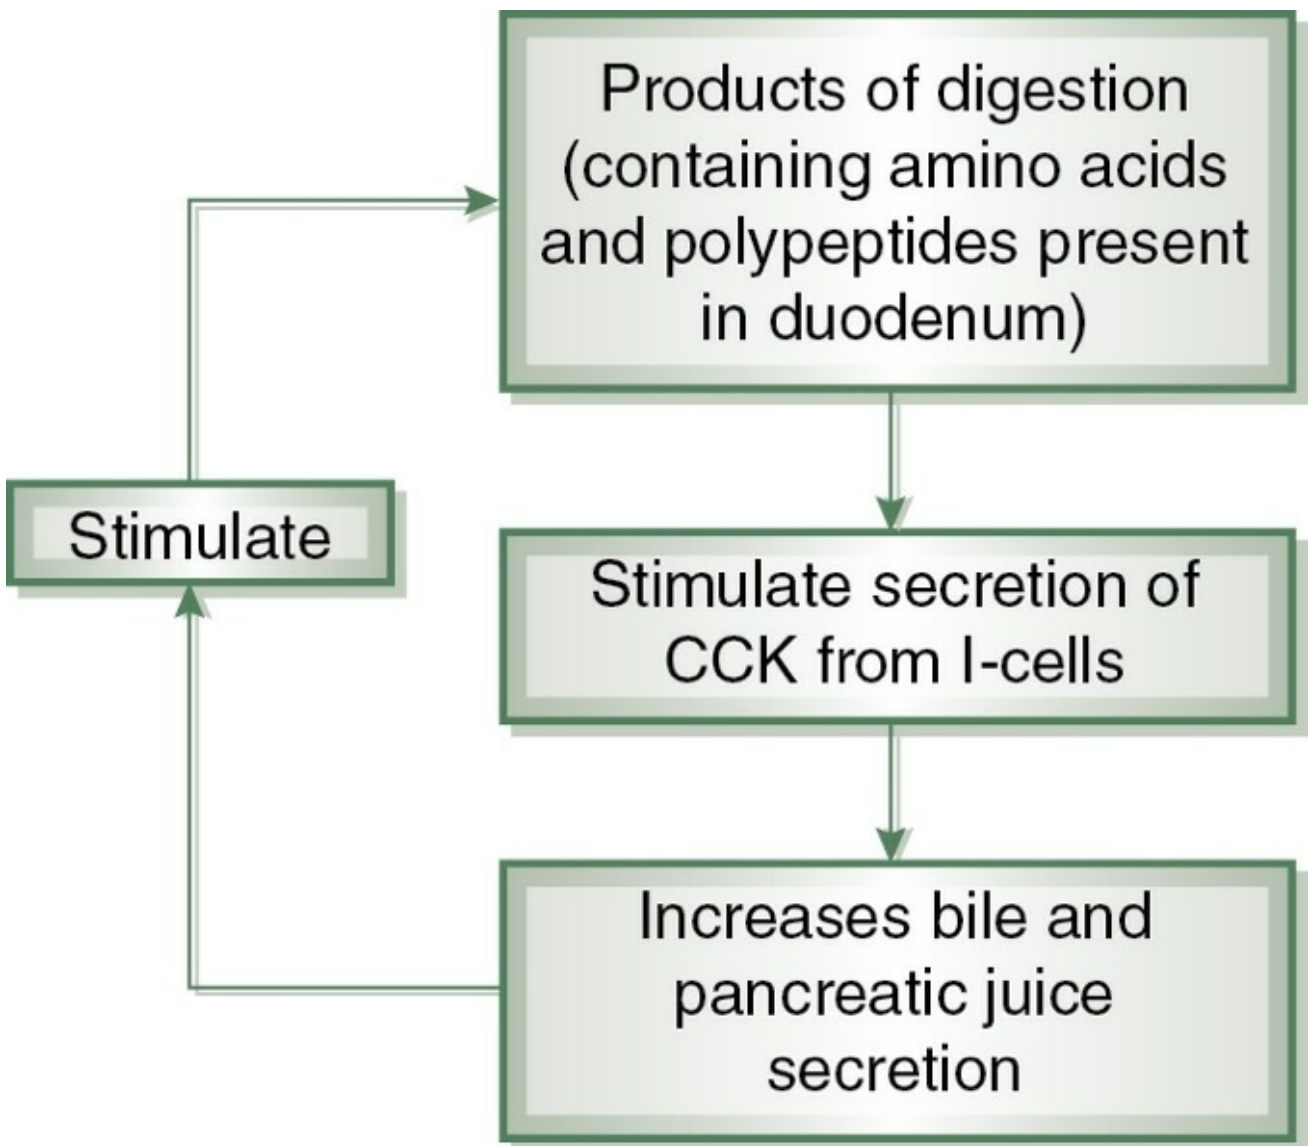 Products of digestion
(containing amino acids
and polypeptides present
in duodenum)
Stimulate
Stimulate secretion of
CCK from I-cells
Increases bile and
pancreatic juice
secretion